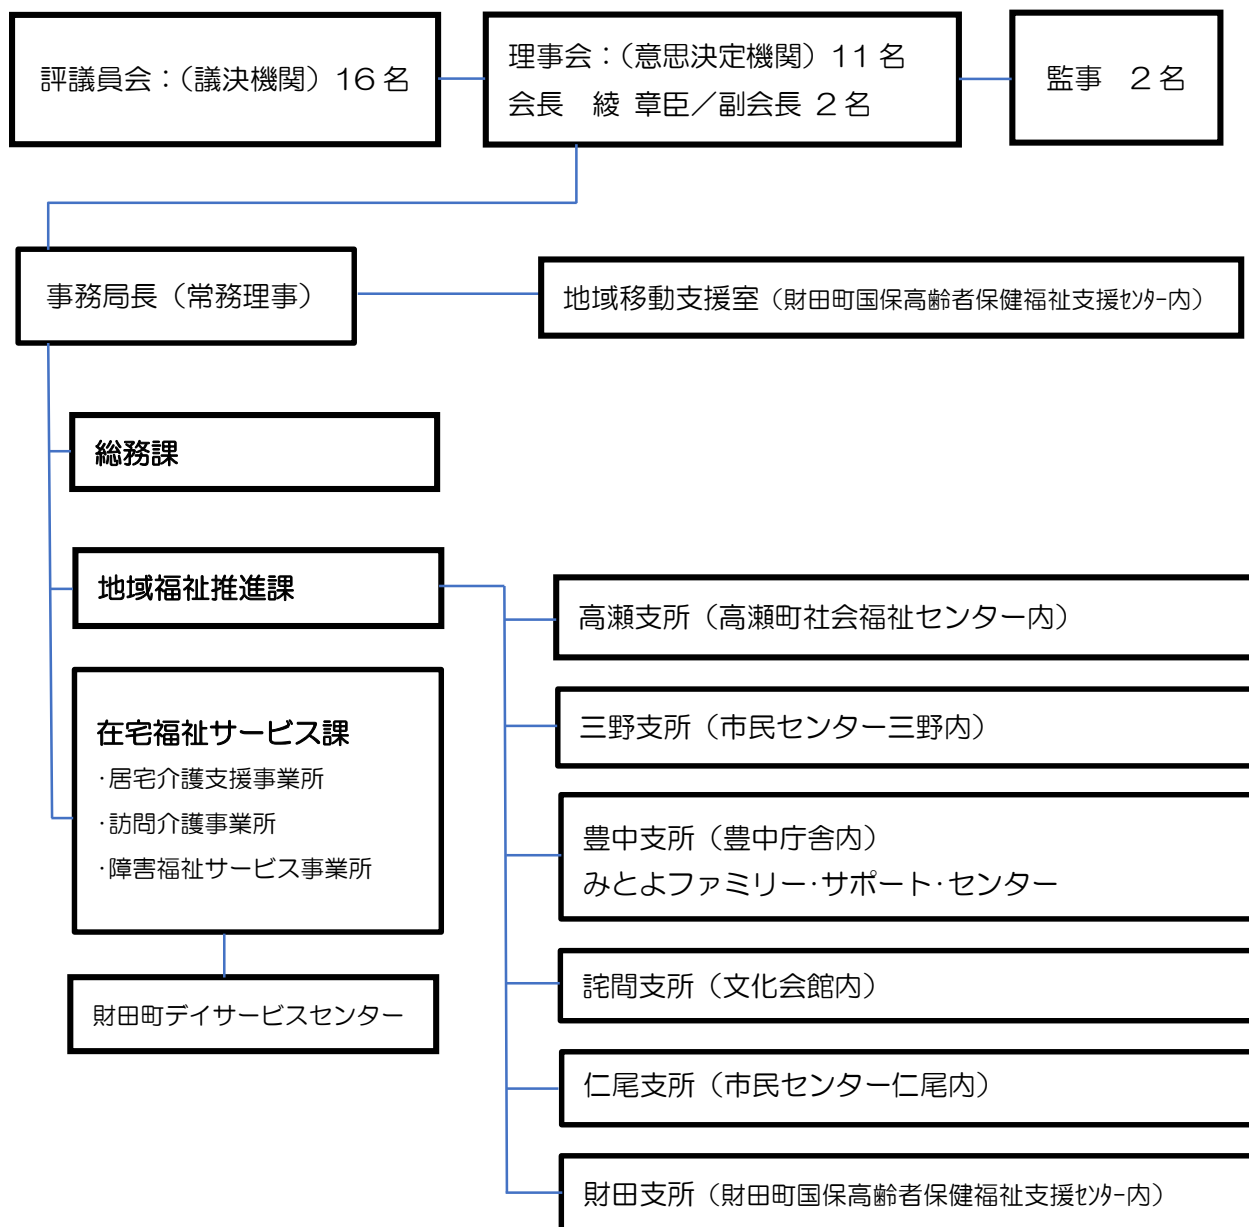 評議員会：（議決機関）16名
理事会：（意思決定機関）11名
会長　綾 章臣／副会長 2名
監事　2名
事務局長（常務理事）
地域移動支援室（財田町国保高齢者保健福祉支援ｾﾝﾀｰ内）
総務課
地域福祉推進課
在宅福祉サービス課
・居宅介護支援事業所
・訪問介護事業所
・障害福祉サービス事業所
財田町デイサービスセンター
高瀬支所（高瀬町社会福祉センター内）
三野支所（市民センター三野内）
豊中支所（豊中庁舎内）
みとよファミリー・サポート・センター
詫間支所（文化会館内）
仁尾支所（市民センター仁尾内）
財田支所（財田町国保高齢者保健福祉支援ｾﾝﾀｰ内）